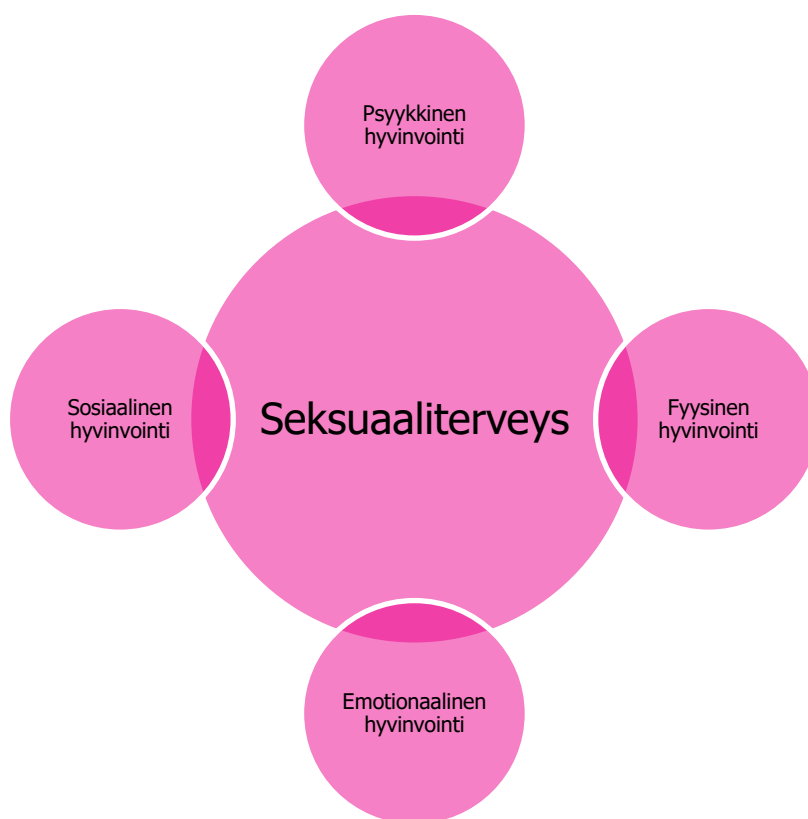 Psyykkinen
hyvinvointi
Sosiaalinen
hyvinvointi
Seksuaaliterveys
Fyysinen
hyvinvointi
Emotionaalinen
hyvinvointi